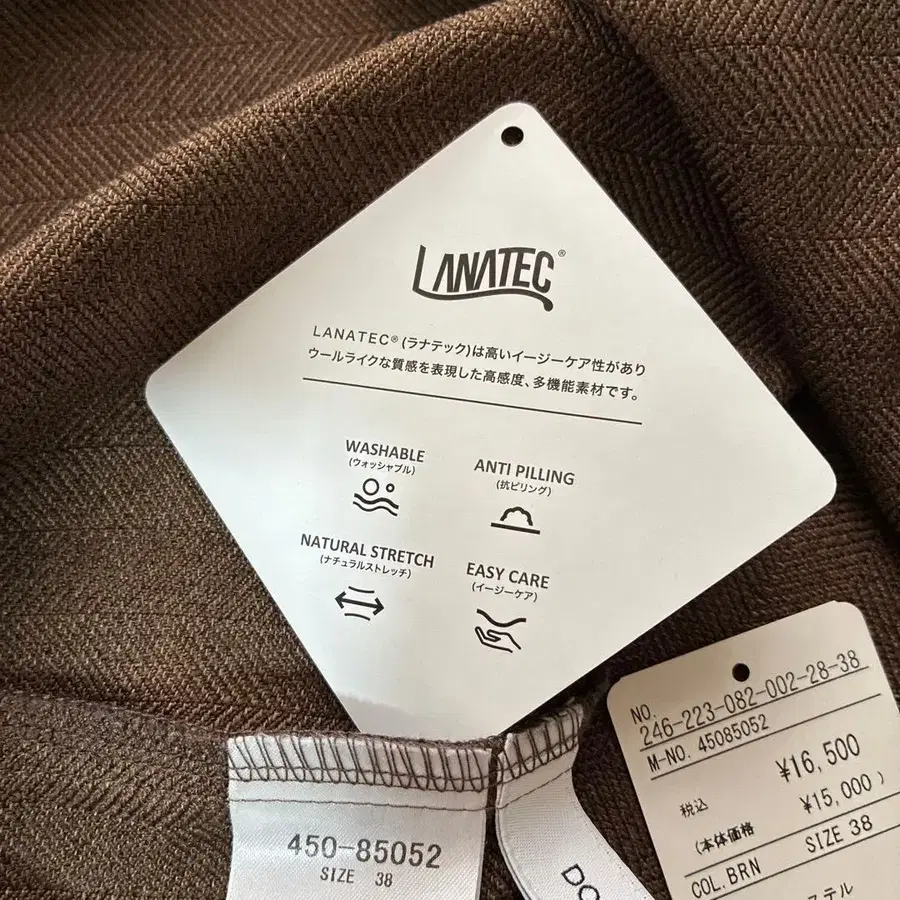 LANATEC®
LANATEC®(ラナテック)は高いイージーケア性があり
ウールライクな質感を表現した高感度、多機能素材です。
WASHABLE
(ウォッシャブル)
ANTI PILLING
(抗ピリング)
NATURAL STRETCH
(ナチュラルストレッチ)
EASY CARE
(イージーケア)
NO.
246-223-082-002-28-38
M-NO. 45085052
¥16,500
税込
¥15,000)
(本体価格
COL.BRN SIZE 38
ステル
450-85052
SIZE 38
DO